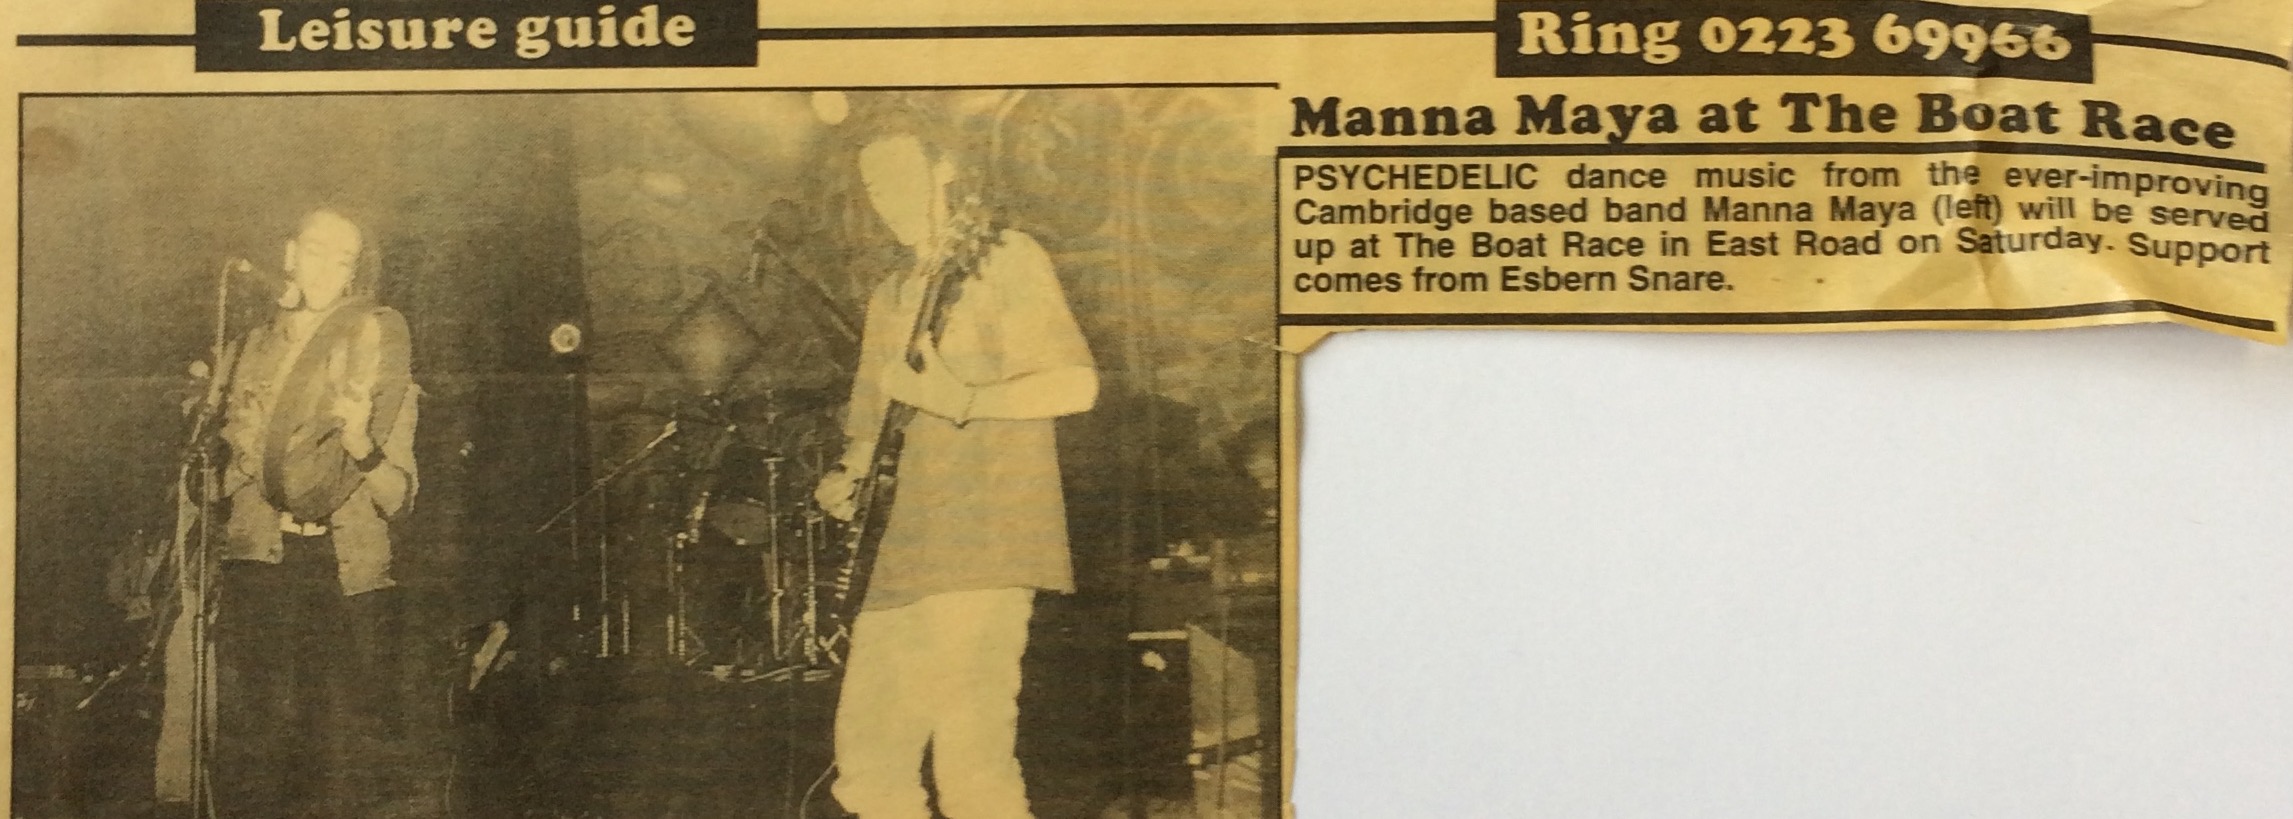 Leisure guide
Ring 0223 69966
Manna Maya at The Boat Race
PSYCHEDELIC dance music from the ever-improving
Cambridge based band Manna Maya (left) will be served
up at The Boat Race in East Road on Saturday. Support
comes from Esbern Snare.